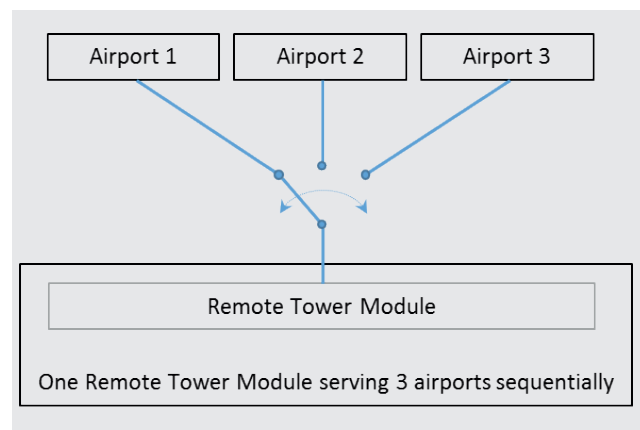 Airport 1
Airport 2
Airport 3
Remote Tower Module
One Remote Tower Module serving 3 airports sequentially